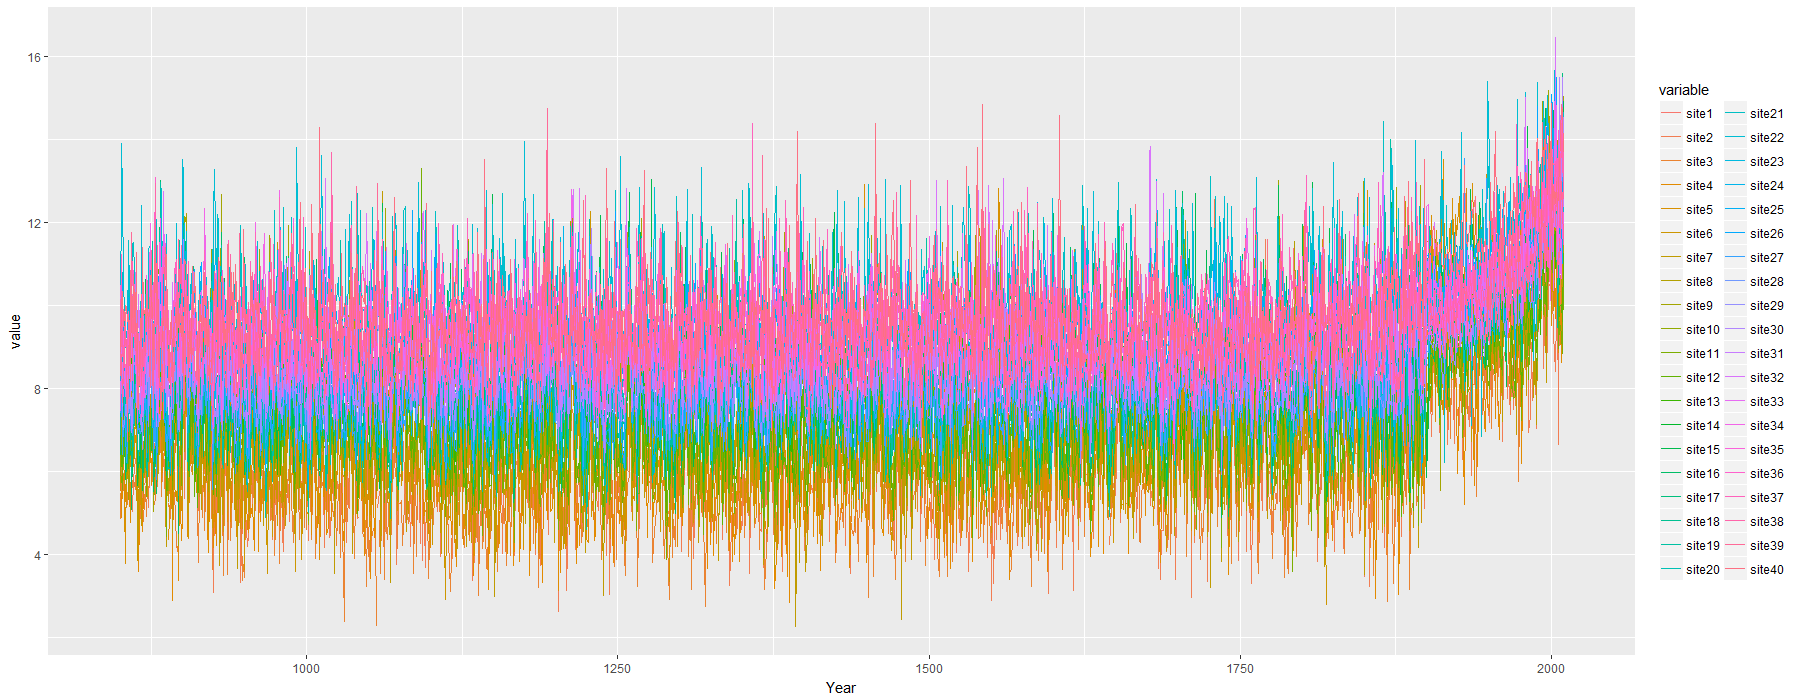 16
12
8
4
value
1000 1250 1500 1750 2000
Year
variable
site1 site21
site2 site22
site3 site23
site4 site24
site5 site25
site6 site26
site7 site27
site8 site28
site9 site29
site10 site30
site11 site31
site12 site32
site13 site33
site14 site34
site15 site35
site16 site36
site17 site37
site18 site38
site19 site39
site20 site40